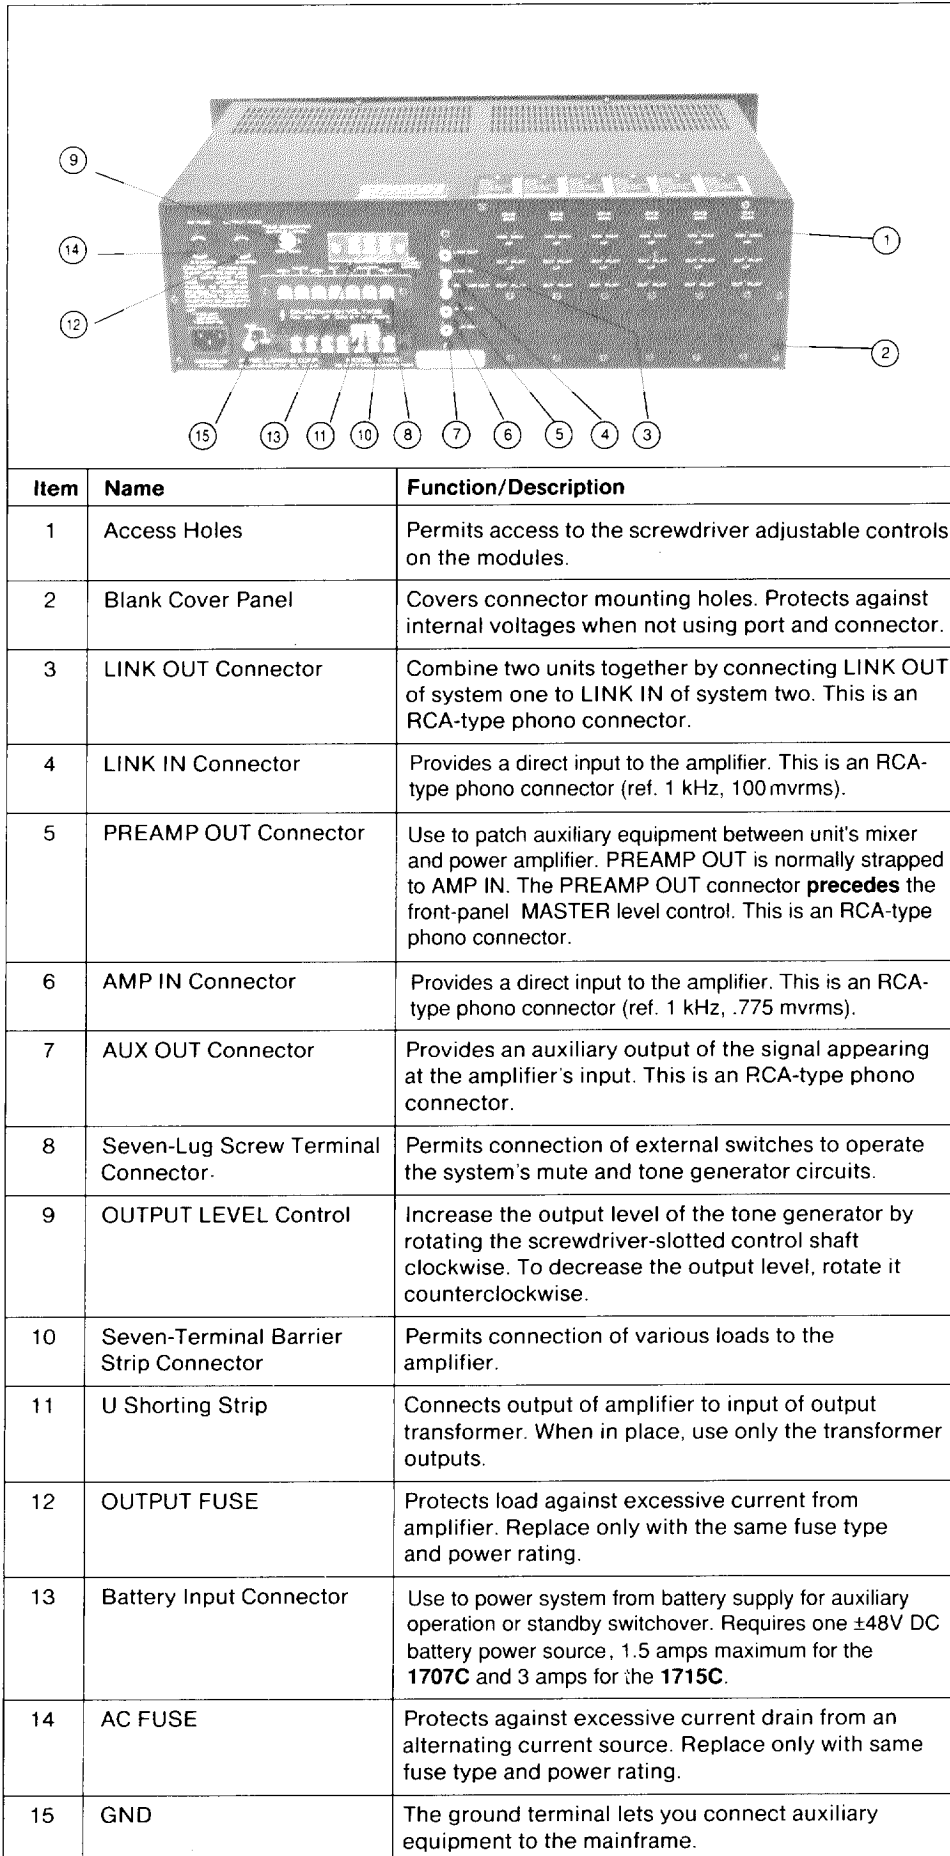 9
14
12
15
13
11
10
8
7
6
5
4
3
2
1
Item Name Function/Description
1 Access Holes Permits access to the screwdriver adjustable controls
on the modules.
2 Blank Cover Panel Covers connector mounting holes. Protects against
internal voltages when not using port and connector.
3 LINK OUT Connector Combine two units together by connecting LINK OUT
of system one to LINK IN of system two. This is an
RCA-type phono connector.
4 LINK IN Connector Provides a direct input to the amplifier. This is an RCA-
type phono connector (ref. 1 kHz, 100 mvrms).
5 PREAMP OUT Connector Use to patch auxiliary equipment between unit's mixer
and power amplifier. PREAMP OUT is normally strapped
to AMP IN. The PREAMP OUT connector precedes the
front-panel MASTER level control. This is an RCA-type
phono connector.
6 AMP IN Connector Provides a direct input to the amplifier. This is an RCA-
type phono connector (ref. 1 kHz, .775 mvrms).
7 AUX OUT Connector Provides an auxiliary output of the signal appearing
at the amplifier's input. This is an RCA-type phono
connector.
8 Seven-Lug Screw Terminal Permits connection of external switches to operate
Connector. the system's mute and tone generator circuits.
9 OUTPUT LEVEL Control Increase the output level of the tone generator by
rotating the screwdriver-slotted control shaft
clockwise. To decrease the output level, rotate it
counterclockwise.
10 Seven-Terminal Barrier Permits connection of various loads to the
Strip Connector amplifier.
11 U Shorting Strip Connects output of amplifier to input of output
transformer. When in place, use only the transformer
outputs.
12 OUTPUT FUSE Protects load against excessive current from
amplifier. Replace only with the same fuse type
and power rating.
13 Battery Input Connector Use to power system from battery supply for auxiliary
operation or standby switchover. Requires one ±48V DC
battery power source, 1.5 amps maximum for the
1707C and 3 amps for the 1715C.
14 AC FUSE Protects against excessive current drain from an
alternating current source. Replace only with same
fuse type and power rating.
15 GND The ground terminal lets you connect auxiliary
equipment to the mainframe.